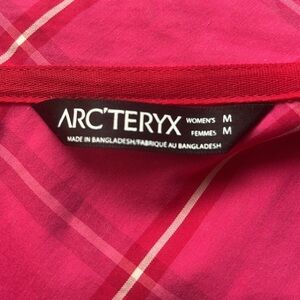 ARC'TERYX WOMEN'S M
FEMMES M
MADE IN BANGLADESH/FABRIQUÉ AU BANGLADESH